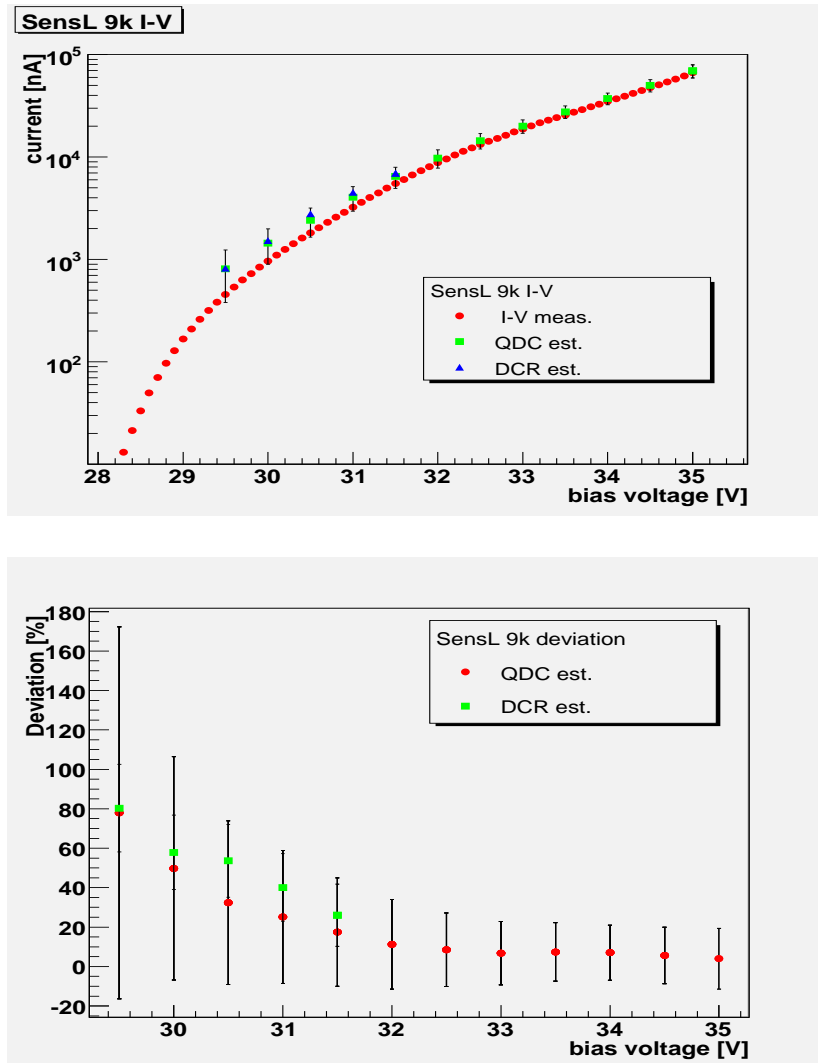 SensL 9k I-V
current [nA]
10^5
10^4
10^3
10^2
SensL 9k I-V
I-V meas.
QDC est.
DCR est.
28 29 30 31 32 33 34 35
bias voltage [V]
Deviation [%]
180
160
140
120
100
80
60
40
20
0
-20
SensL 9k deviation
QDC est.
DCR est.
30 31 32 33 34 35
bias voltage [V]